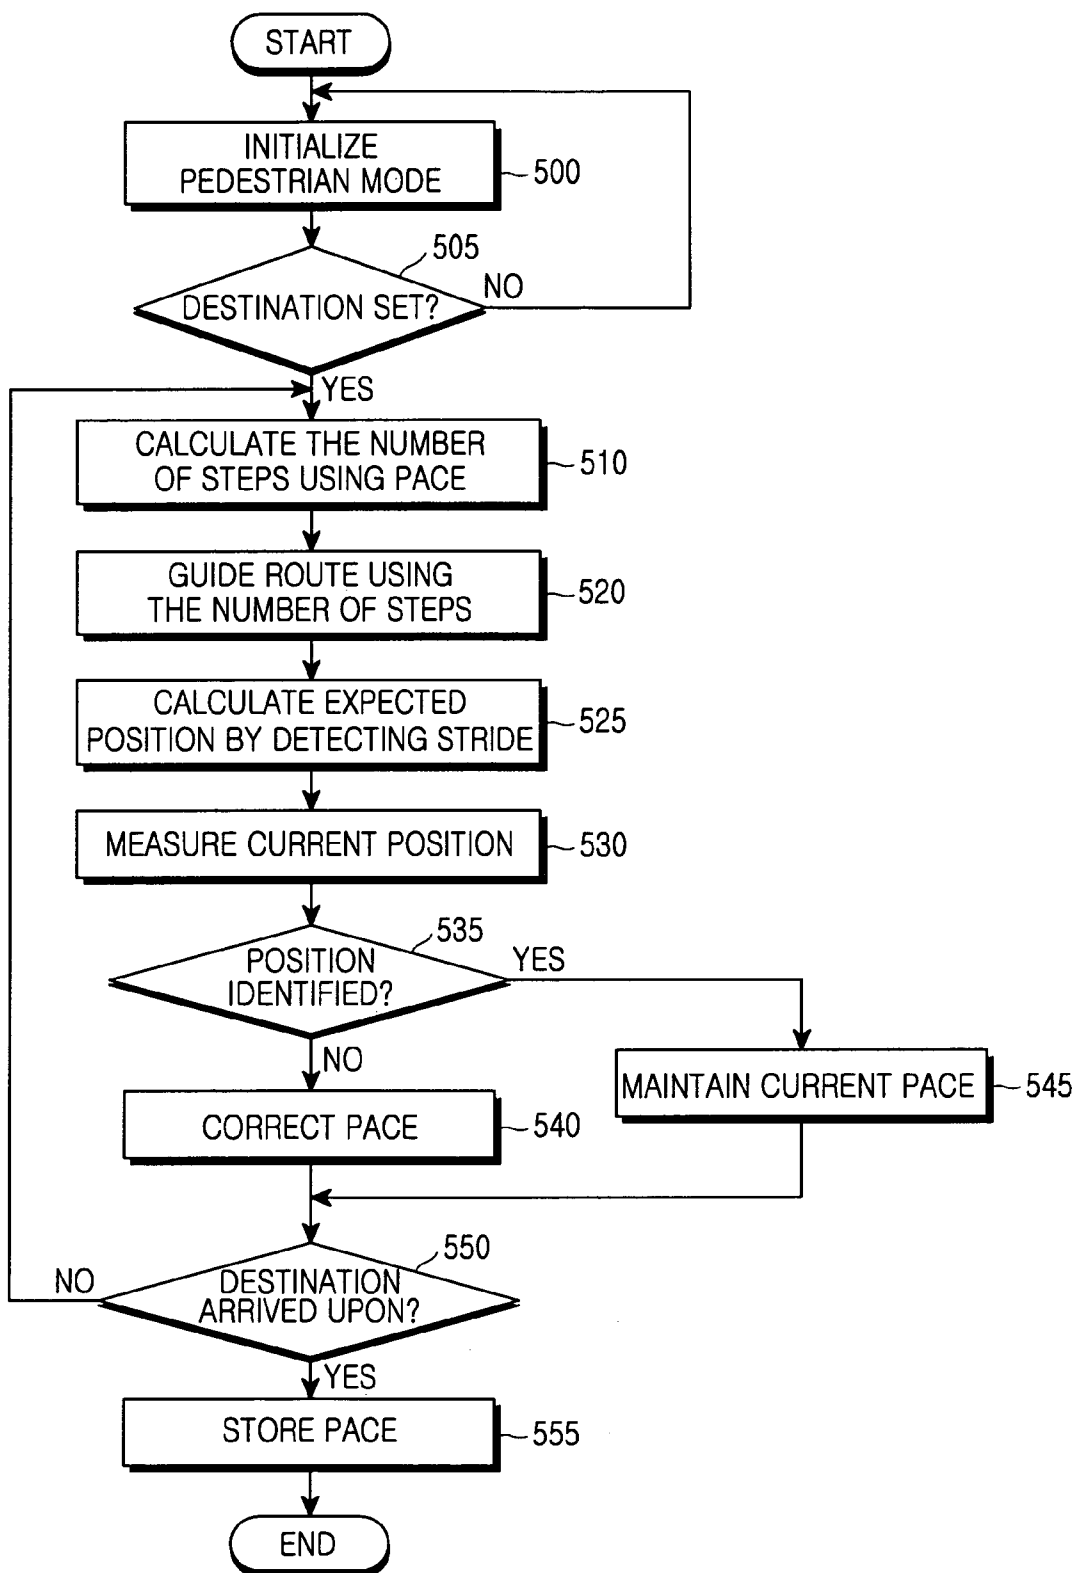 START
INITIALIZE
PEDESTRIAN MODE
500
505
DESTINATION SET?
NO
YES
CALCULATE THE NUMBER
OF STEPS USING PACE
510
GUIDE ROUTE USING
THE NUMBER OF STEPS
520
CALCULATE EXPECTED
POSITION BY DETECTING STRIDE
525
MEASURE CURRENT POSITION
530
535
POSITION
IDENTIFIED?
YES
NO
MAINTAIN CURRENT PACE
545
CORRECT PACE
540
550
DESTINATION
ARRIVED UPON?
NO
YES
STORE PACE
555
END